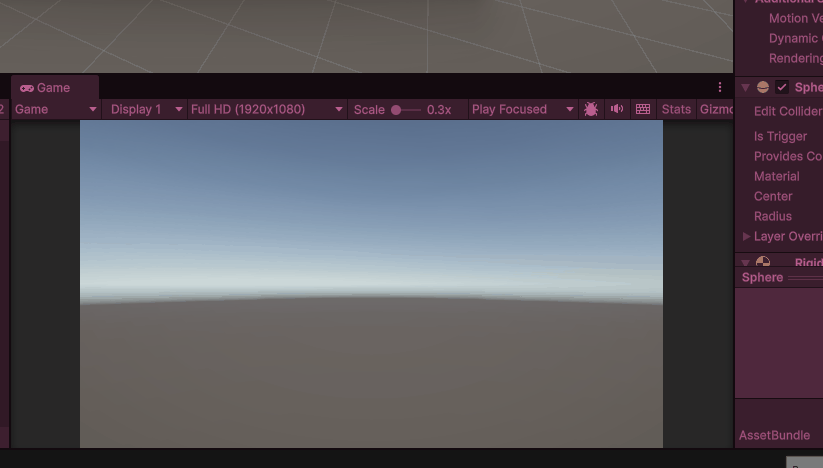 Motion Ve
Dynamic
Rendering
Game
Game
Display 1
Full HD (1920x1080)
Scale
0.3x
Play Focused
Stats
Gizmo
Sphe
Edit Collider
Is Trigger
Provides Co
Material
Center
Radius
Layer Overri
Rigid
Sphere
AssetBundle